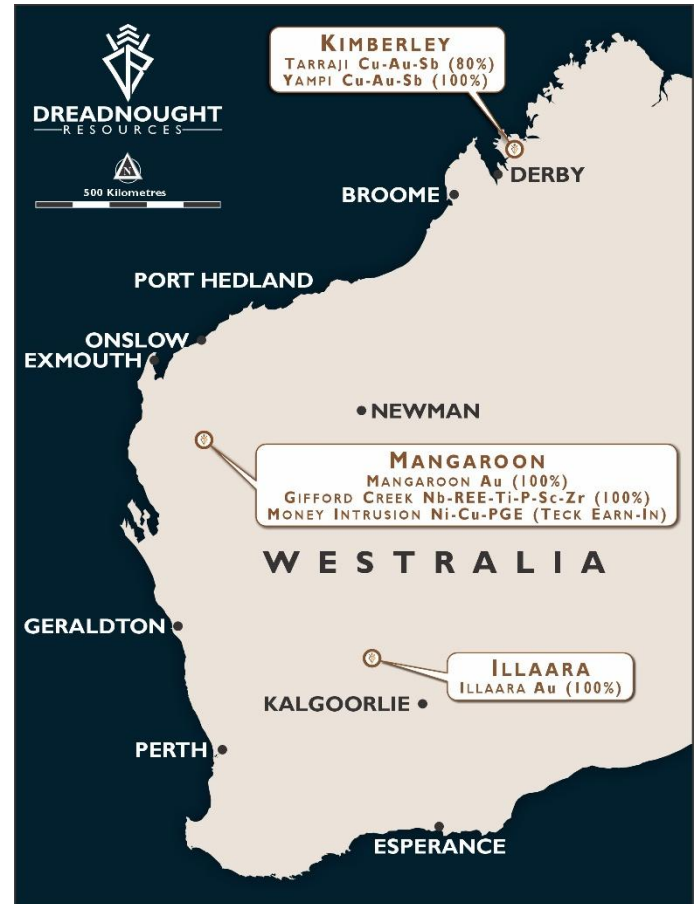 DREADNOUGHT
RESOURCES
N
500 Kilometres
KIMBERLEY
TARRAJI Cu-Au-Sb (80%)
YAMPI Cu-Au-Sb (100%)
DERBY
BROOME
PORT HEDLAND
ONSLOW
EXMOUTH
NEWMAN
MANGAROON
MANGAROON Au (100%)
GIFFORD CREEK Nb-REE-Ti-P-Sc-Zr (100%)
MONEY INTRUSION Ni-Cu-PGE (TECK EARN-IN)
WESTRALIA
GERALDTON
ILLAARA
ILLAARA Au (100%)
KALGOORLIE
PERTH
ESPERANCE